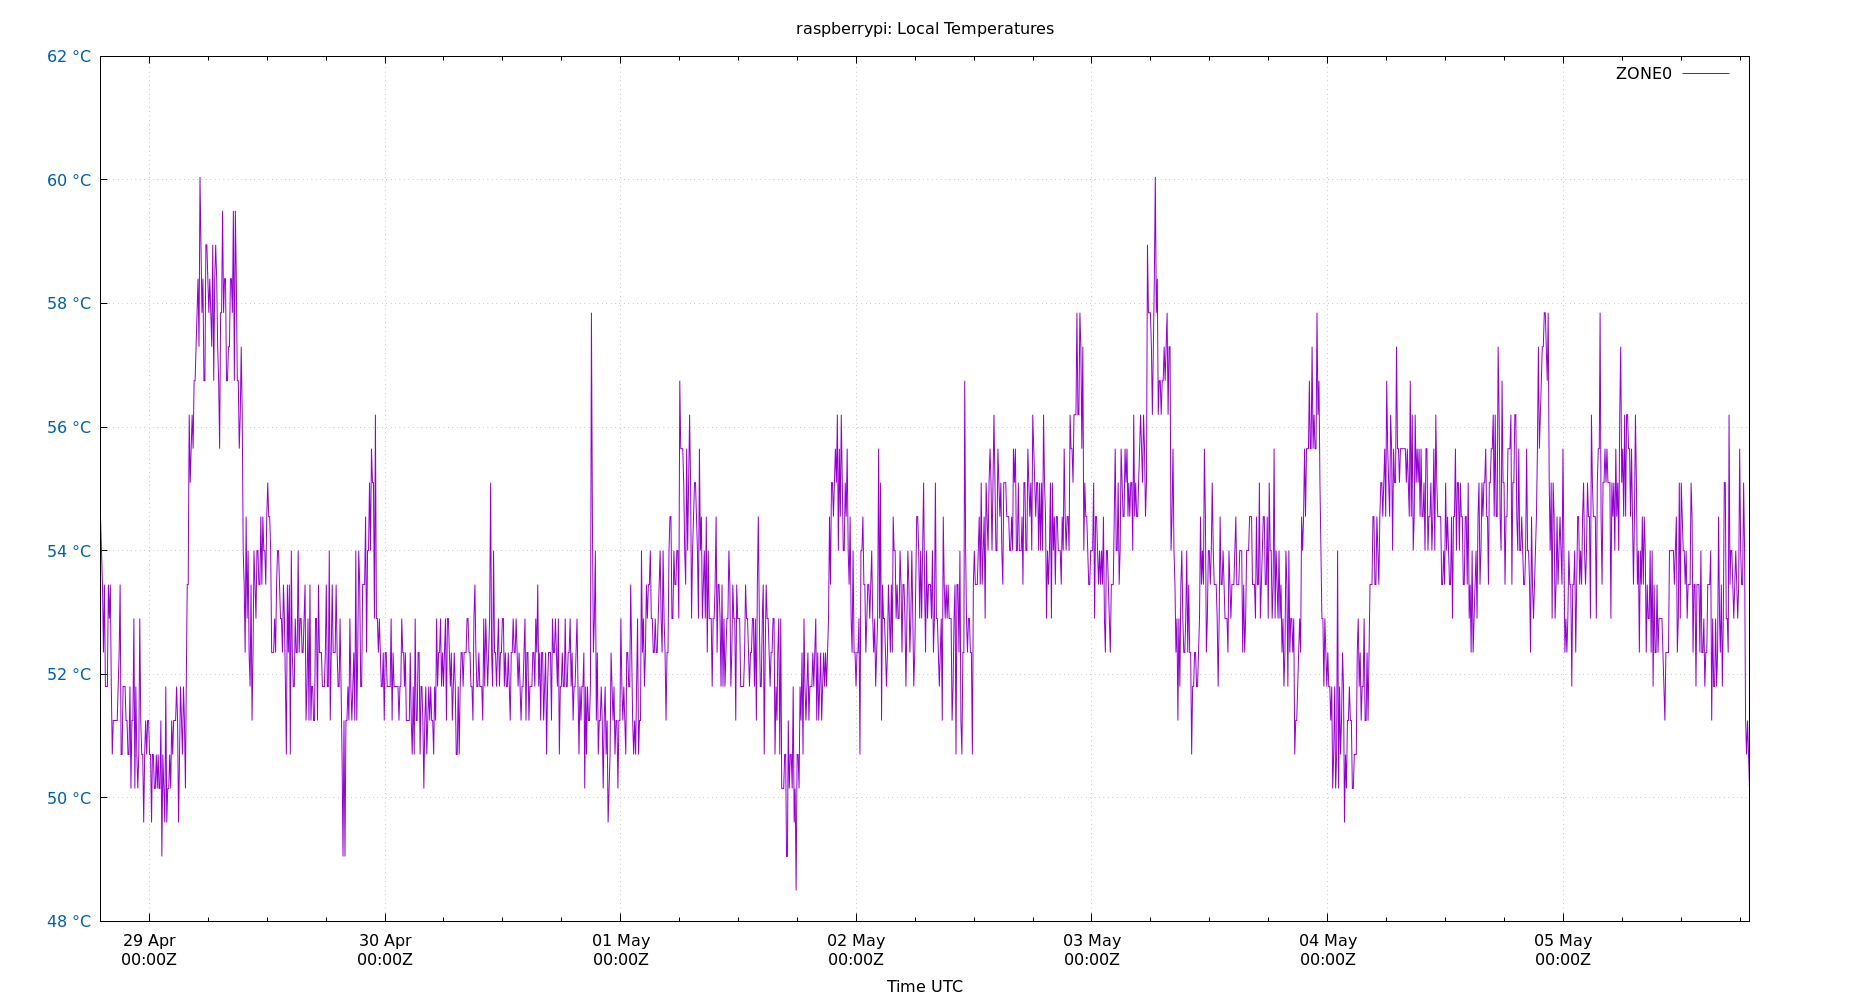 raspberrypi: Local Temperatures
62 °C
ZONE0
60 °C
58 °C
56 °C
54 °C
52 °C
50 °C
48 °C
29 Apr
00:00Z
30 Apr
00:00Z
01 May
00:00Z
02 May
00:00Z
03 May
00:00Z
04 May
00:00Z
05 May
00:00Z
Time UTC